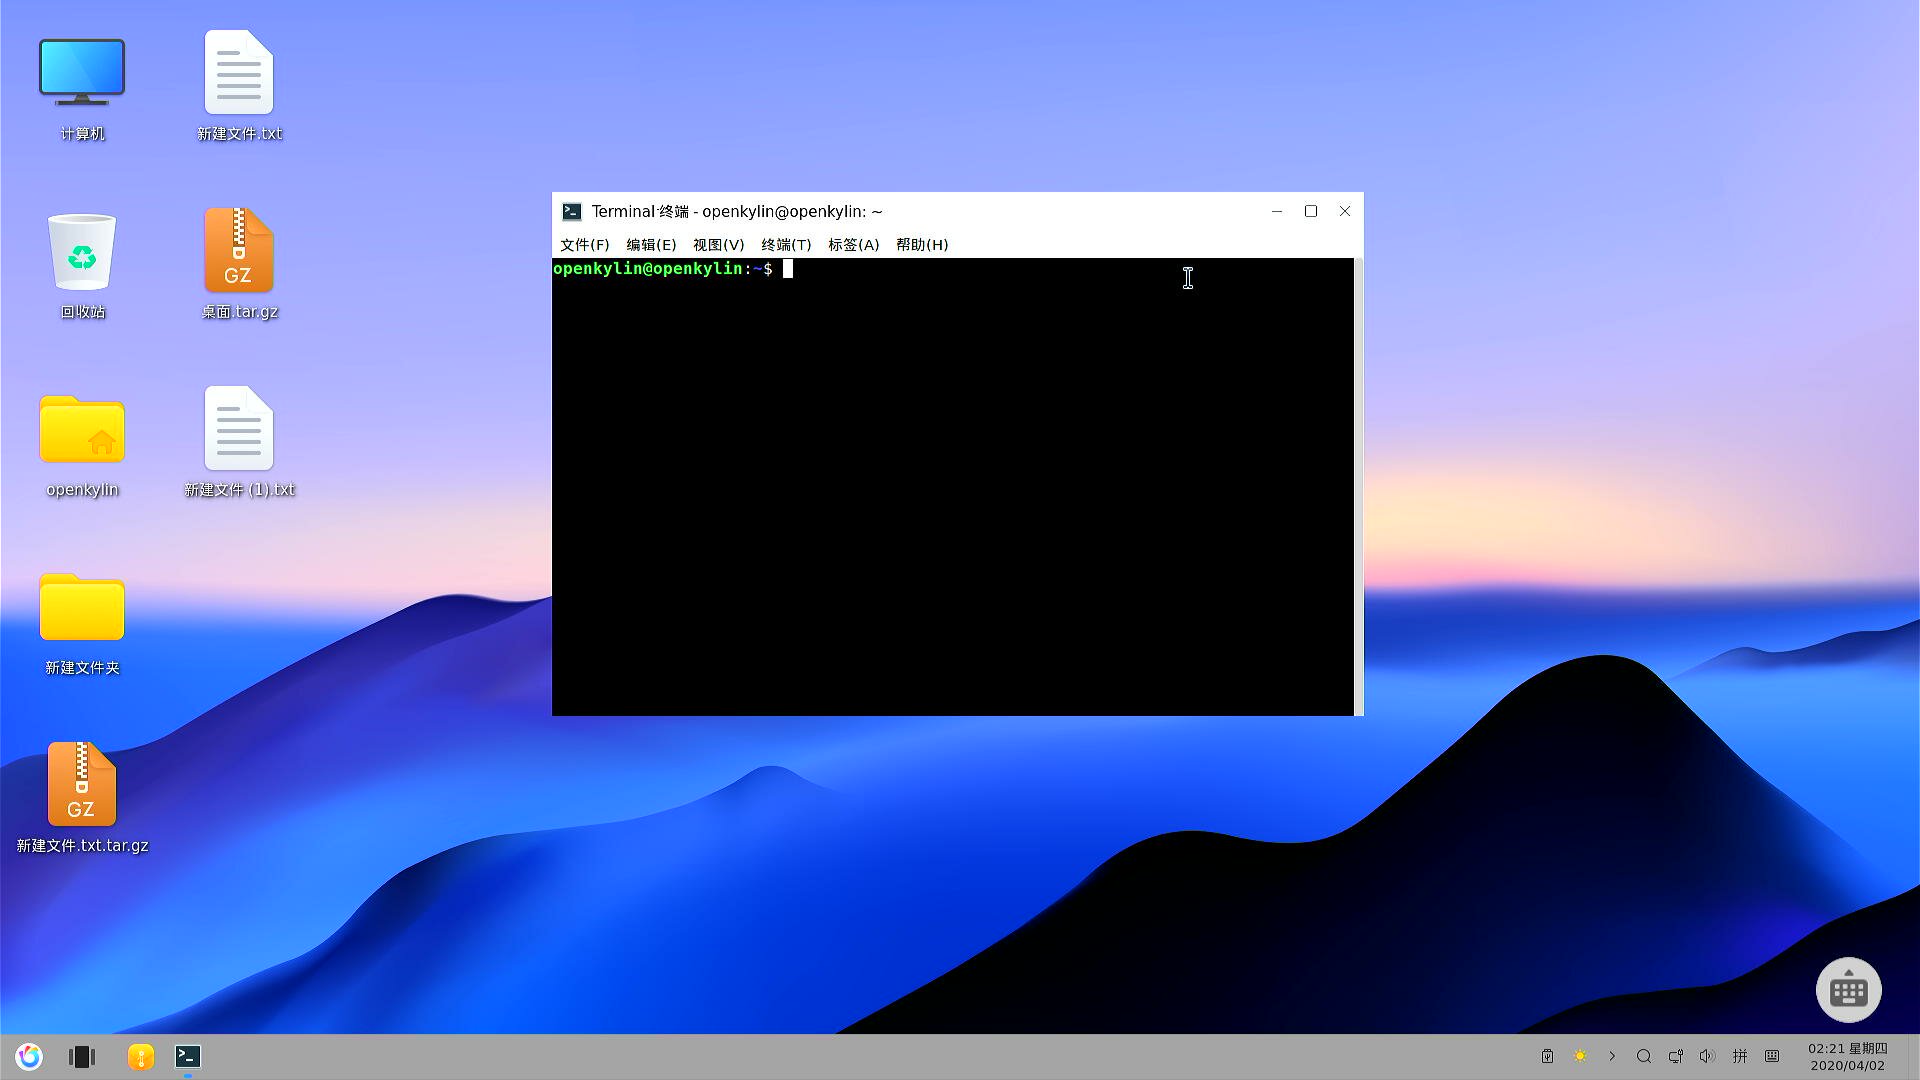 计算机
新建文件.txt
回收站
GZ
桌面.tar.gz
openkylin
新建文件 (1).txt
新建文件夹
GZ
新建文件.txt.tar.gz
Terminal 终端 - openkylin@openkylin: ~
文件(F) 编辑(E) 视图(V) 终端(T) 标签(A) 帮助(H)
openkylin@openkylin:~$
拼
02:21 星期四
2020/04/02